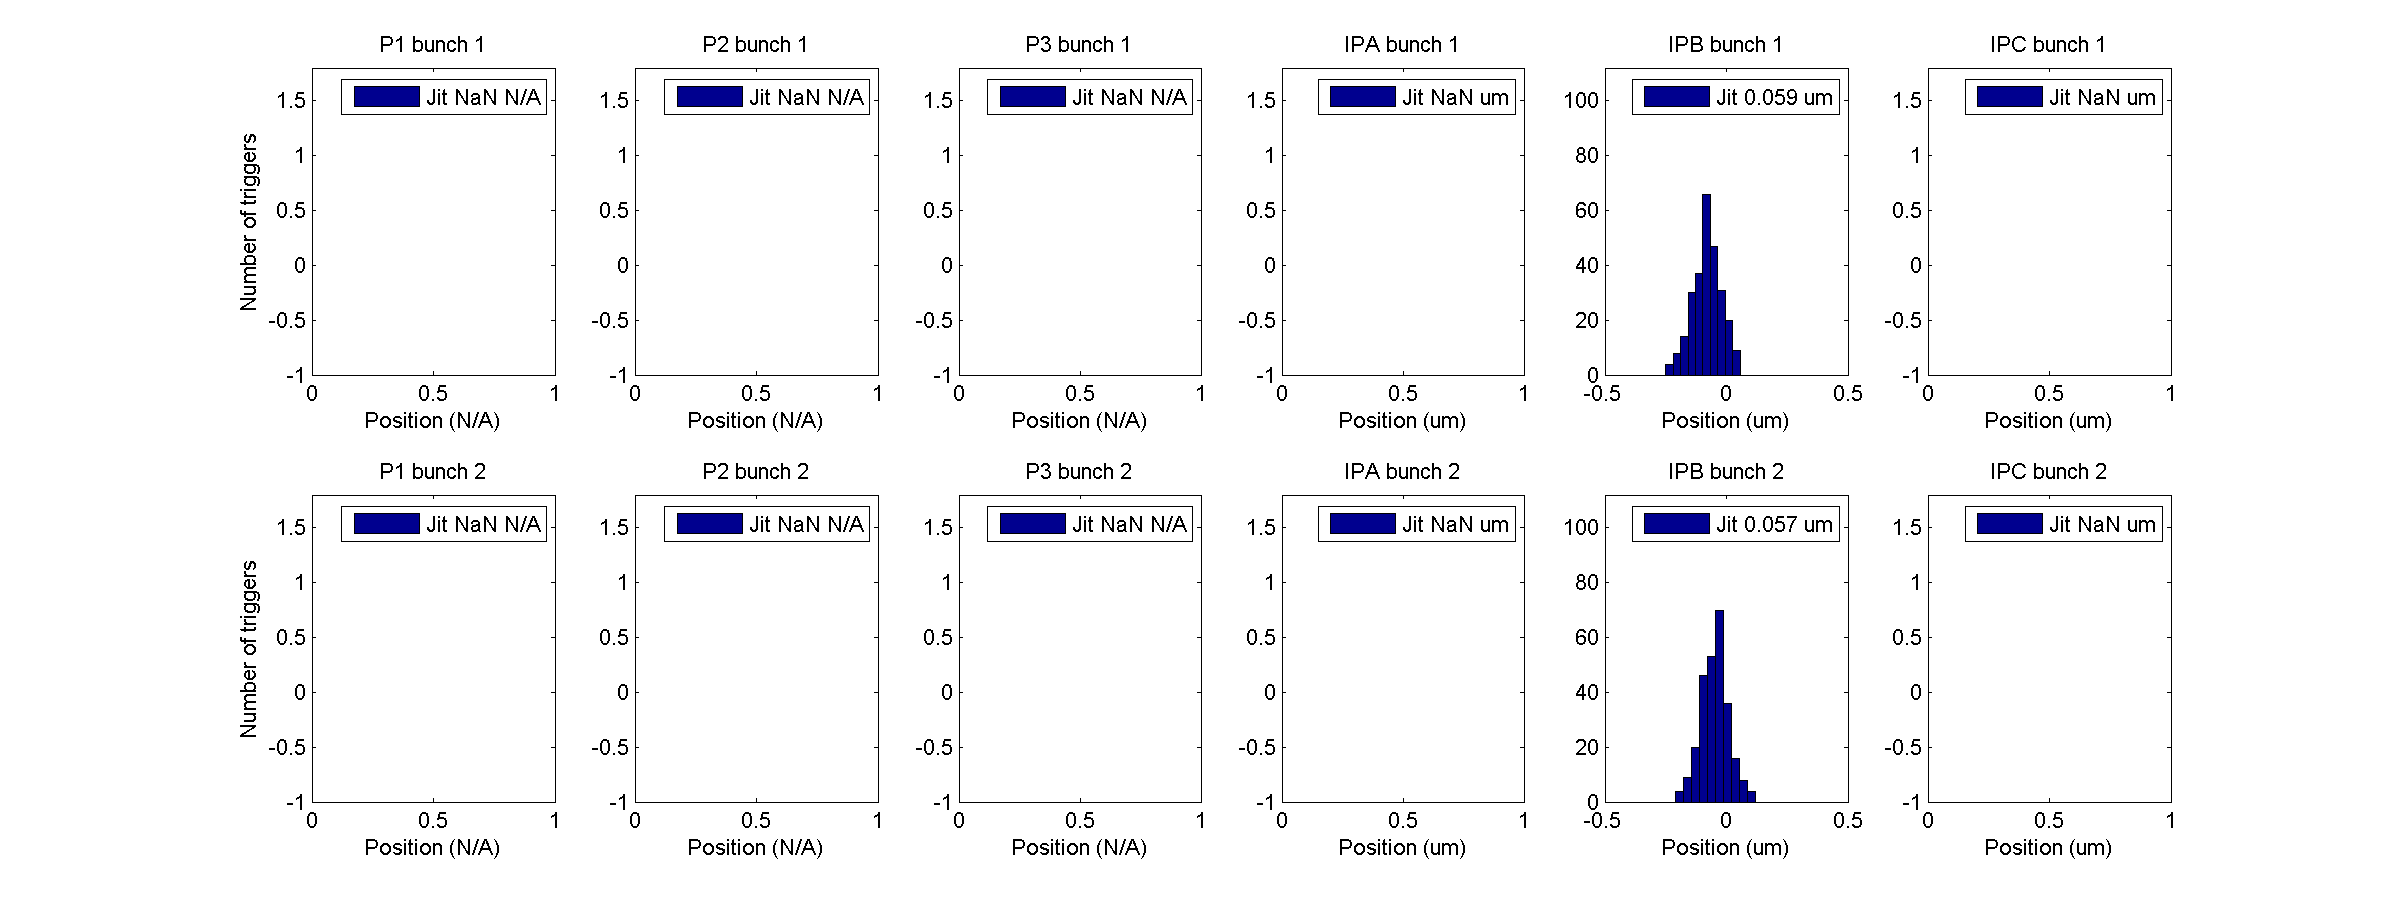 P1 bunch 1
P2 bunch 1
P3 bunch 1
IPA bunch 1
IPB bunch 1
IPC bunch 1
Number of triggers
1.5
1
0.5
0
-0.5
-1
0
0.5
1
Jit NaN N/A
Position (N/A)
1.5
1
0.5
0
-0.5
-1
0
0.5
1
Jit NaN N/A
Position (N/A)
1.5
1
0.5
0
-0.5
-1
0
0.5
1
Jit NaN N/A
Position (N/A)
1.5
1
0.5
0
-0.5
-1
0
0.5
1
Jit NaN um
Position (um)
100
80
60
40
20
0
-0.5
0
0.5
Jit 0.059 um
Position (um)
1.5
1
0.5
0
-0.5
-1
0
0.5
1
Jit NaN um
Position (um)
P1 bunch 2
P2 bunch 2
P3 bunch 2
IPA bunch 2
IPB bunch 2
IPC bunch 2
Number of triggers
1.5
1
0.5
0
-0.5
-1
0
0.5
1
Jit NaN N/A
Position (N/A)
1.5
1
0.5
0
-0.5
-1
0
0.5
1
Jit NaN N/A
Position (N/A)
1.5
1
0.5
0
-0.5
-1
0
0.5
1
Jit NaN N/A
Position (N/A)
1.5
1
0.5
0
-0.5
-1
0
0.5
1
Jit NaN um
Position (um)
100
80
60
40
20
0
-0.5
0
0.5
Jit 0.057 um
Position (um)
1.5
1
0.5
0
-0.5
-1
0
0.5
1
Jit NaN um
Position (um)